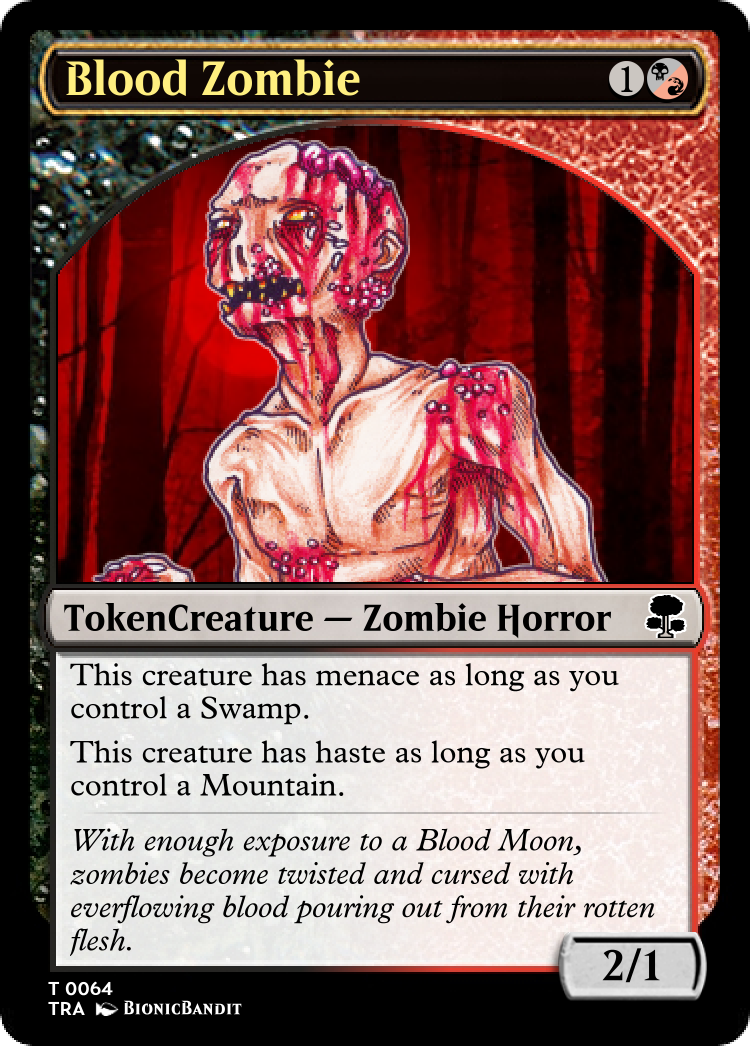 Blood Zombie 1
TokenCreature — Zombie Horror
This creature has menace as long as you
control a Swamp.
This creature has haste as long as you
control a Mountain.
With enough exposure to a Blood Moon,
zombies become twisted and cursed with
everflowing blood pouring out from their rotten
flesh.
2/1
T 0064
TRA BionicBandit